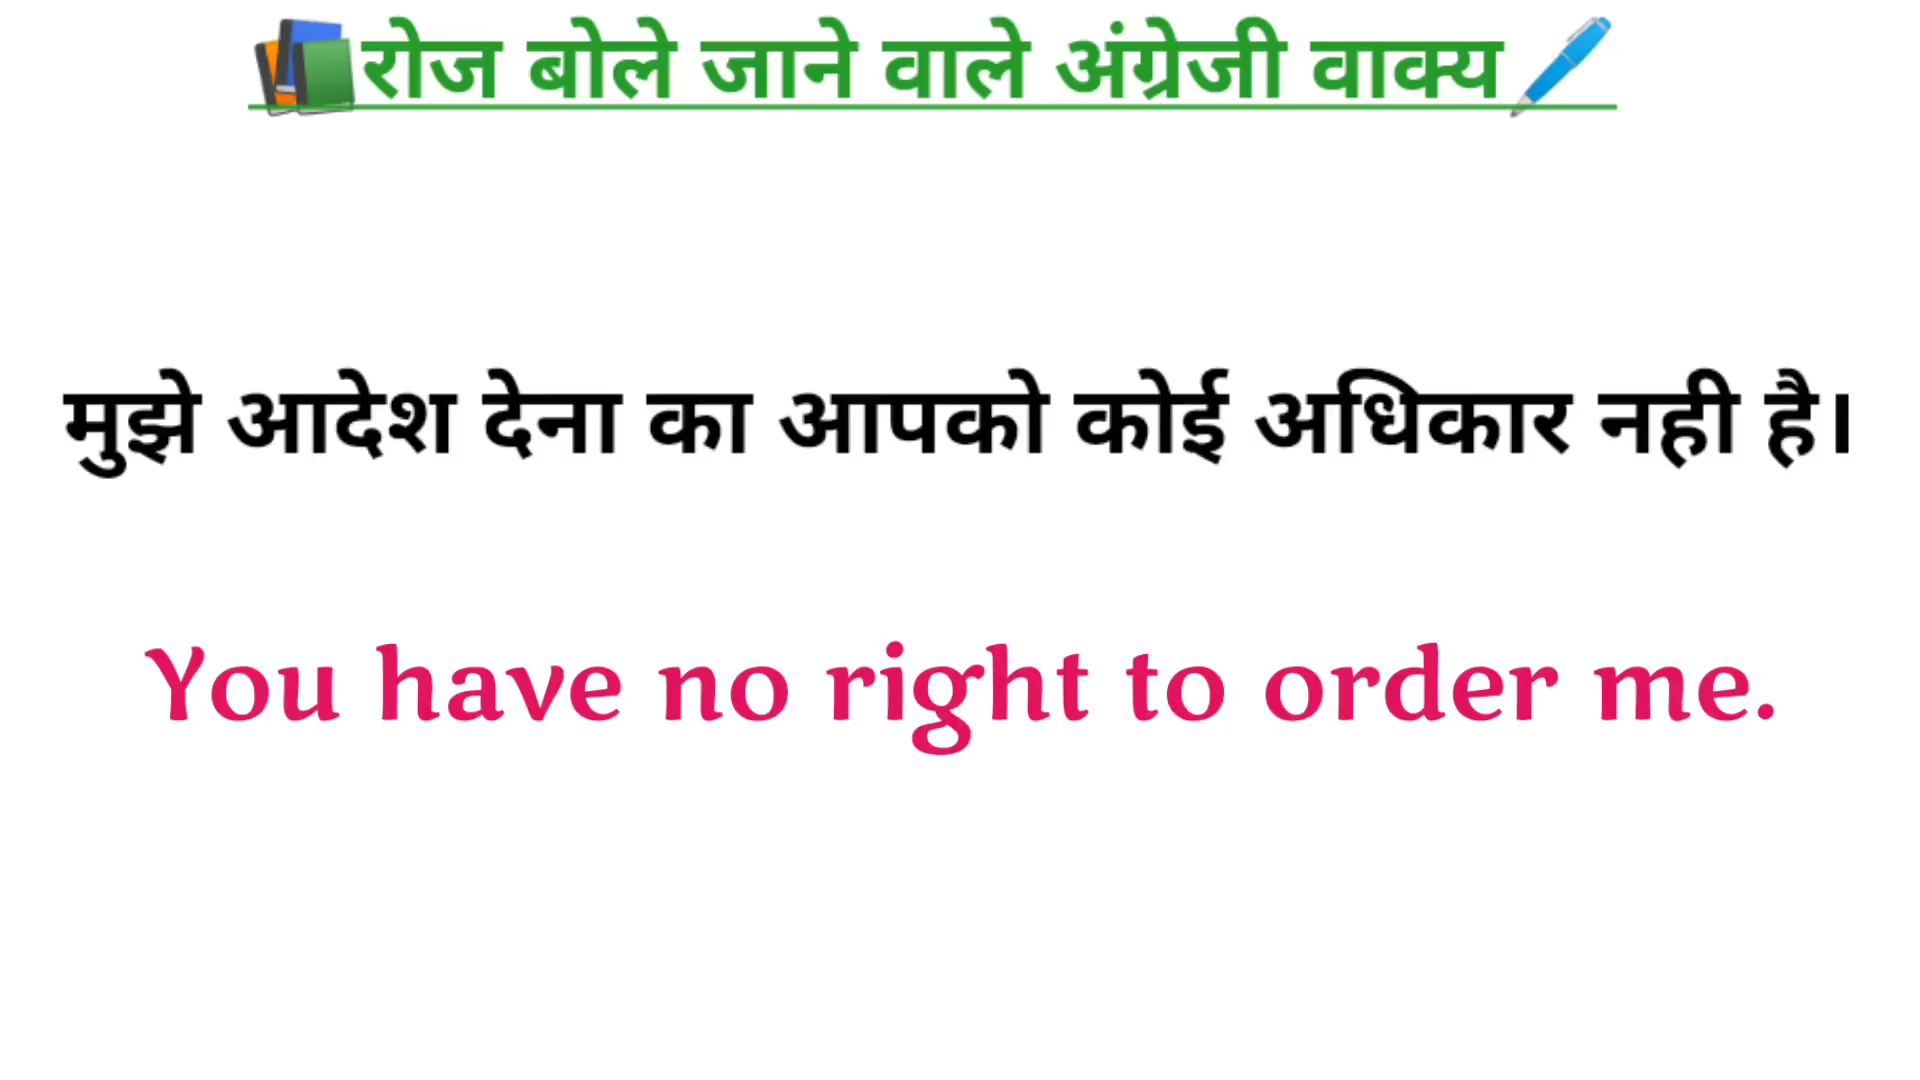 📚रोज बोले जाने वाले अंग्रेजी वाक्य🖊️
मुझे आदेश देना का आपको कोई अधिकार नही है।
You have no right to order me.